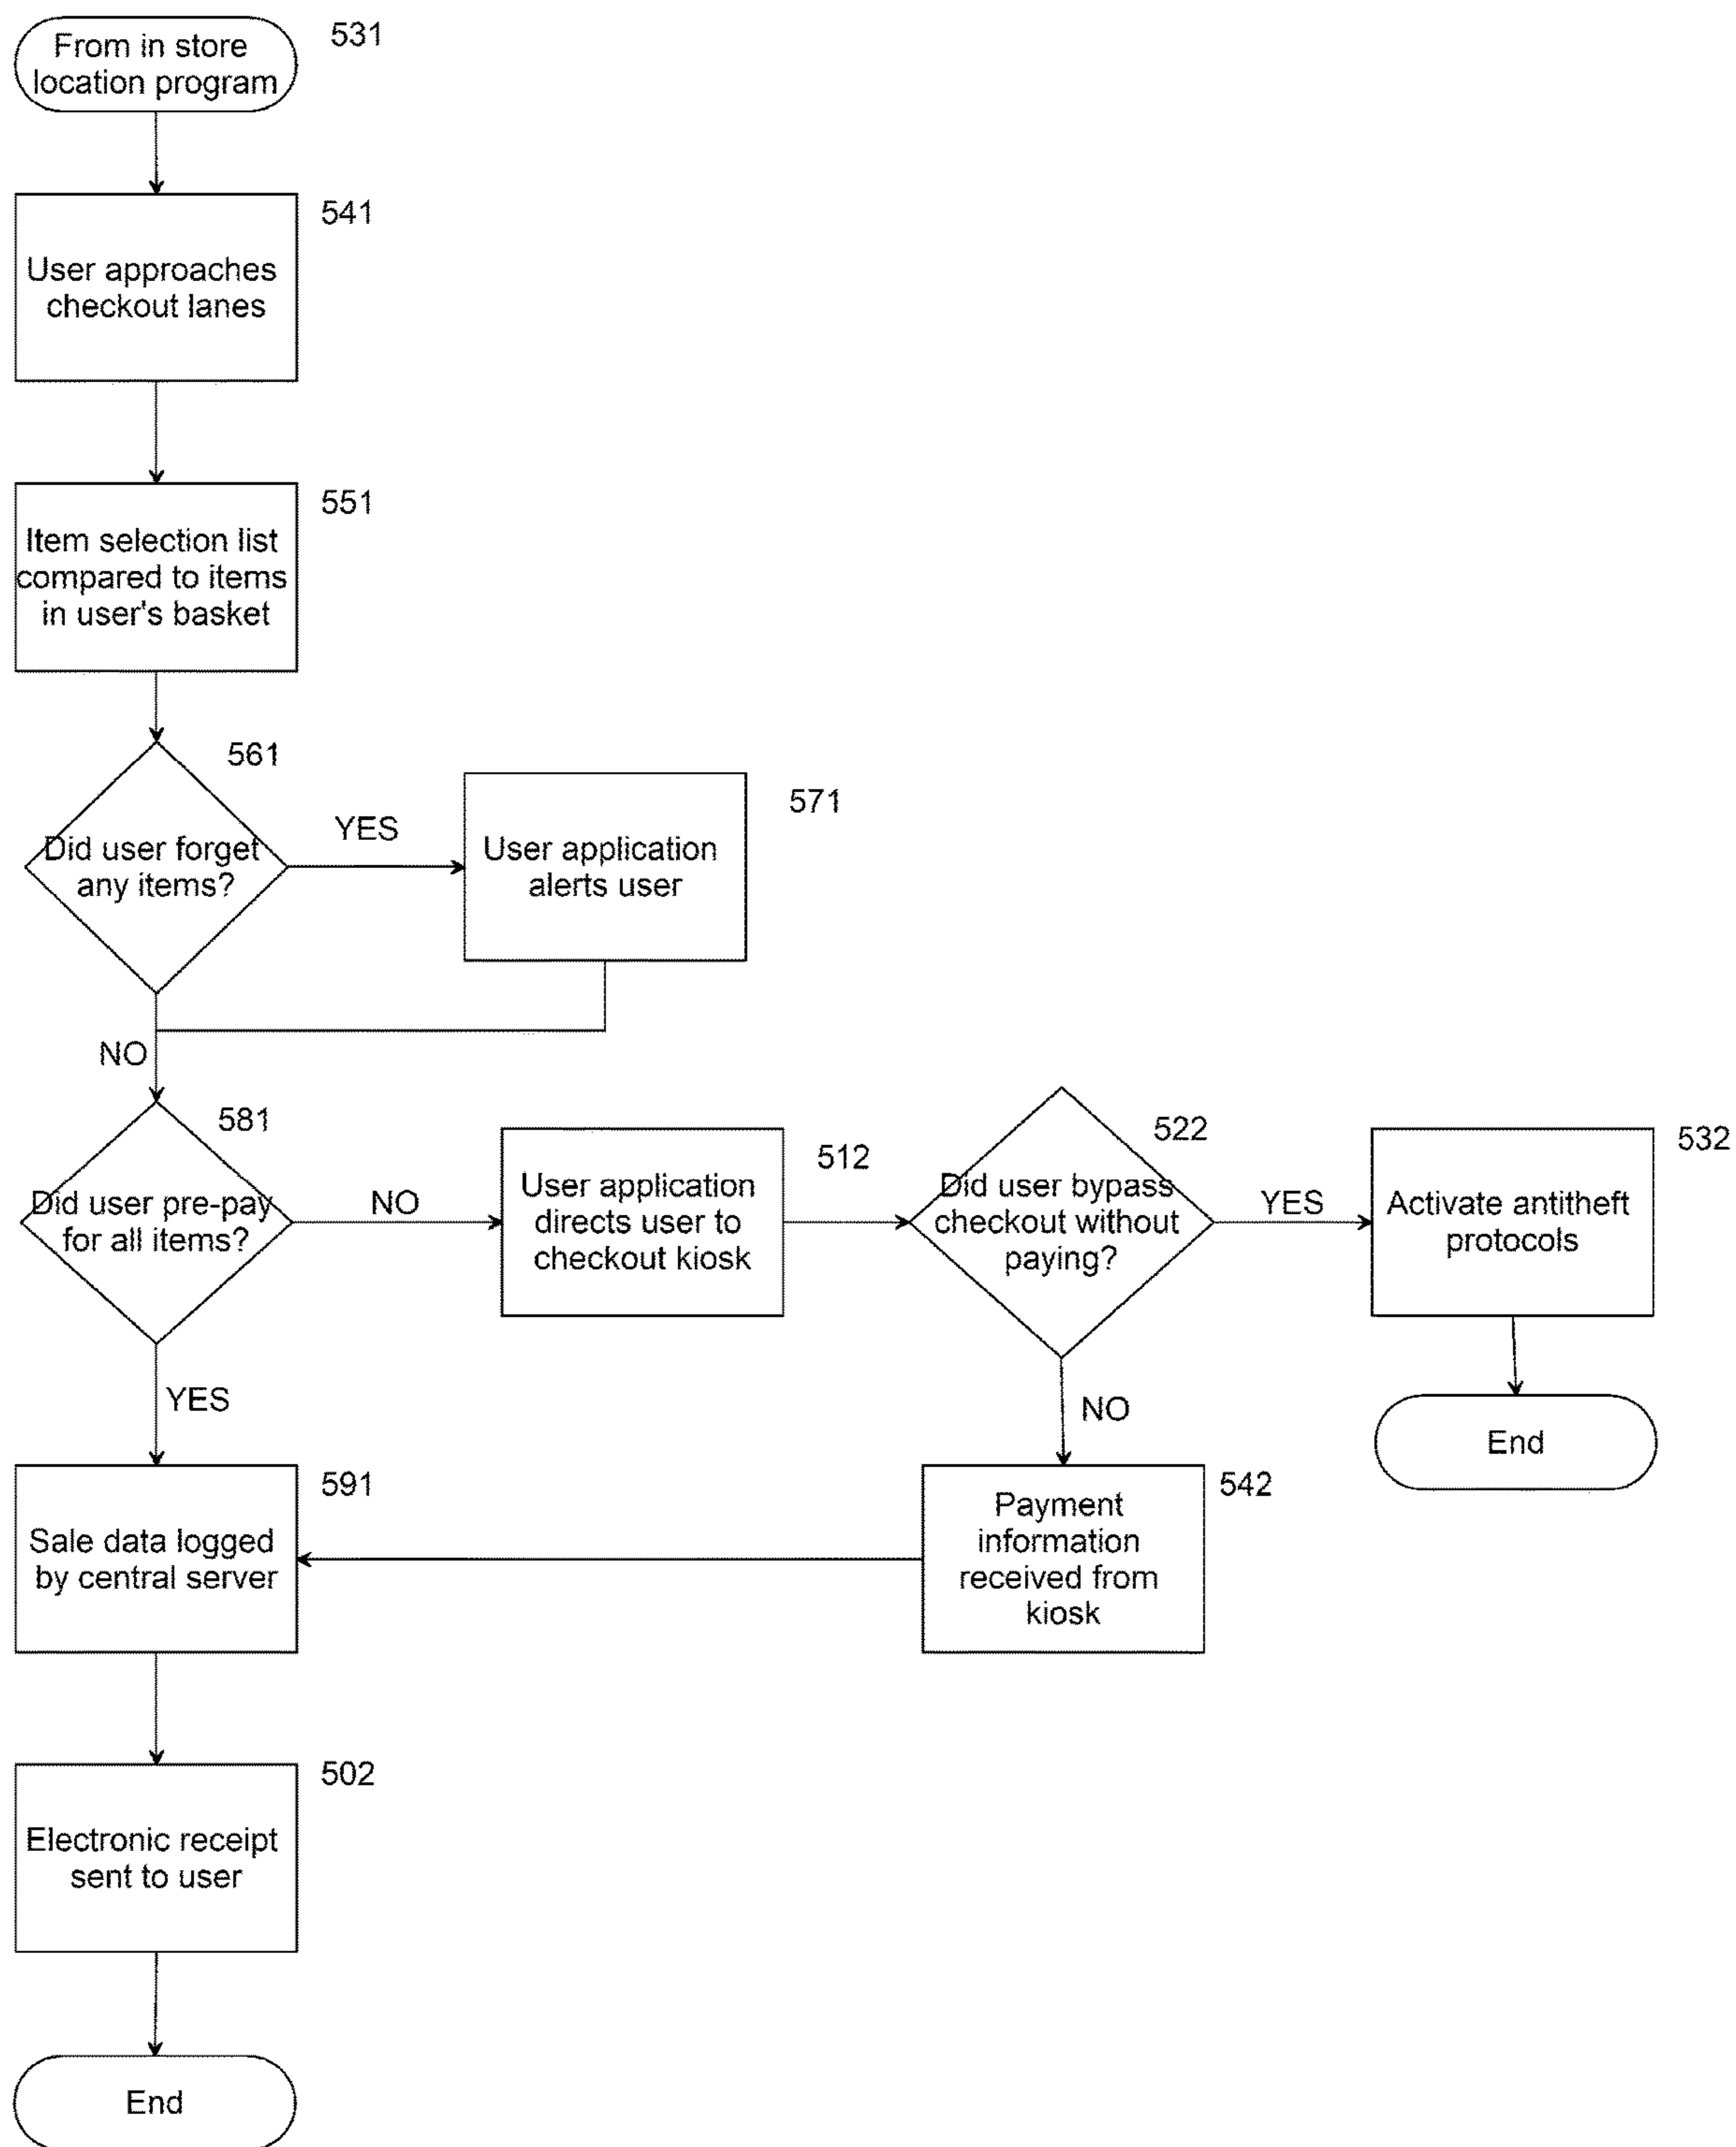 From in store
location program
531
User approaches
checkout lanes
541
Item selection list
compared to items
in user's basket
551
Did user forget
any items?
561
YES
User application
alerts user
571
NO
Did user pre-pay
for all items?
581
NO
User application
directs user to
checkout kiosk
512
Did user bypass
checkout without
paying?
522
YES
Activate antitheft
protocols
532
End
YES
NO
Sale data logged
by central server
591
Payment
information
received from
kiosk
542
Electronic receipt
sent to user
502
End